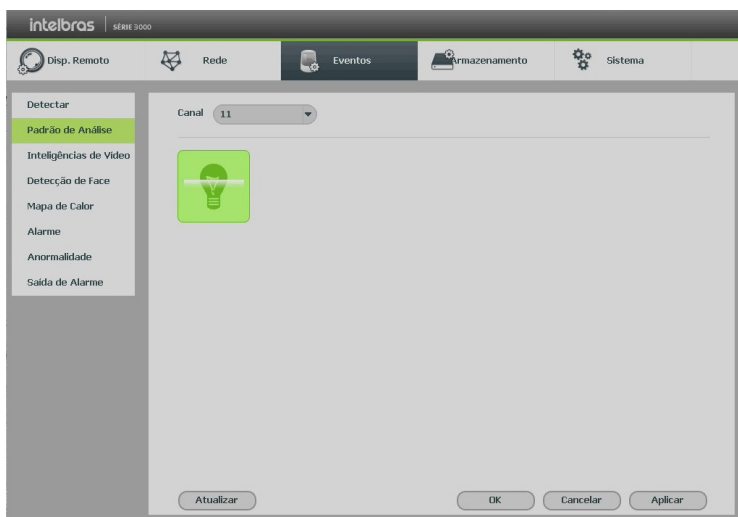 intelbras SÉRIE 3000
Disp. Remoto Rede Eventos Armazenamento Sistema
Detectar
Padrão de Análise
Inteligências de Vídeo
Detecção de Face
Mapa de Calor
Alarme
Anormalidade
Saída de Alarme
Canal 11
Atualizar OK Cancelar Aplicar